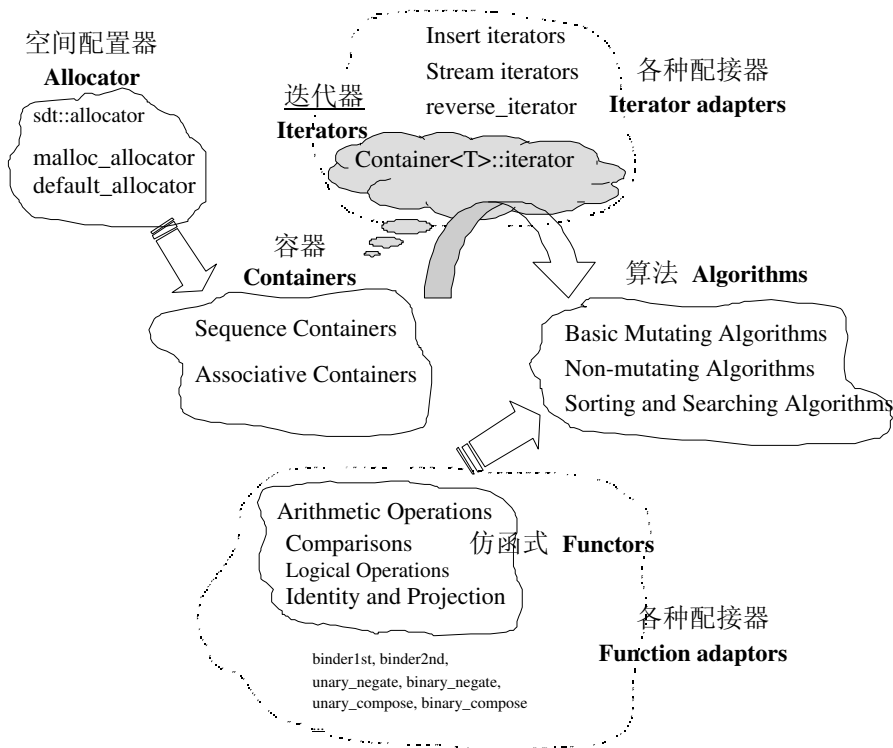 空间配置器
Allocator
sdt::allocator
malloc_allocator
default_allocator
迭代器
Iterators
Insert iterators
Stream iterators
reverse_iterator
各种配接器
Iterator adapters
Container<T>::iterator
容器
Containers
Sequence Containers
Associative Containers
算法 Algorithms
Basic Mutating Algorithms
Non-mutating Algorithms
Sorting and Searching Algorithms
Arithmetic Operations
Comparisons
Logical Operations
Identity and Projection
仿函式 Functors
各种配接器
Function adaptors
binder1st, binder2nd,
unary_negate, binary_negate,
unary_compose, binary_compose